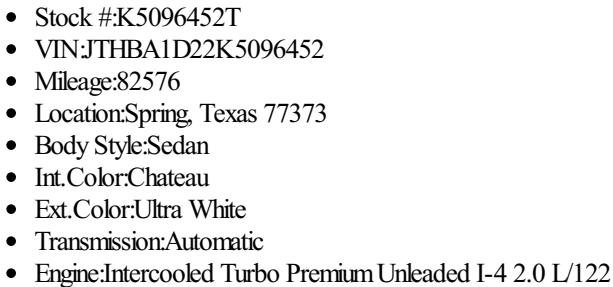 Stock #:K5096452T
VIN:JTHBA1D22K5096452
Mileage:82576
Location:Spring, Texas 77373
Body Style:Sedan
Int.Color:Chateau
Ext.Color:Ultra White
Transmission:Automatic
Engine:Intercooled Turbo Premium Unleaded I-4 2.0 L/122